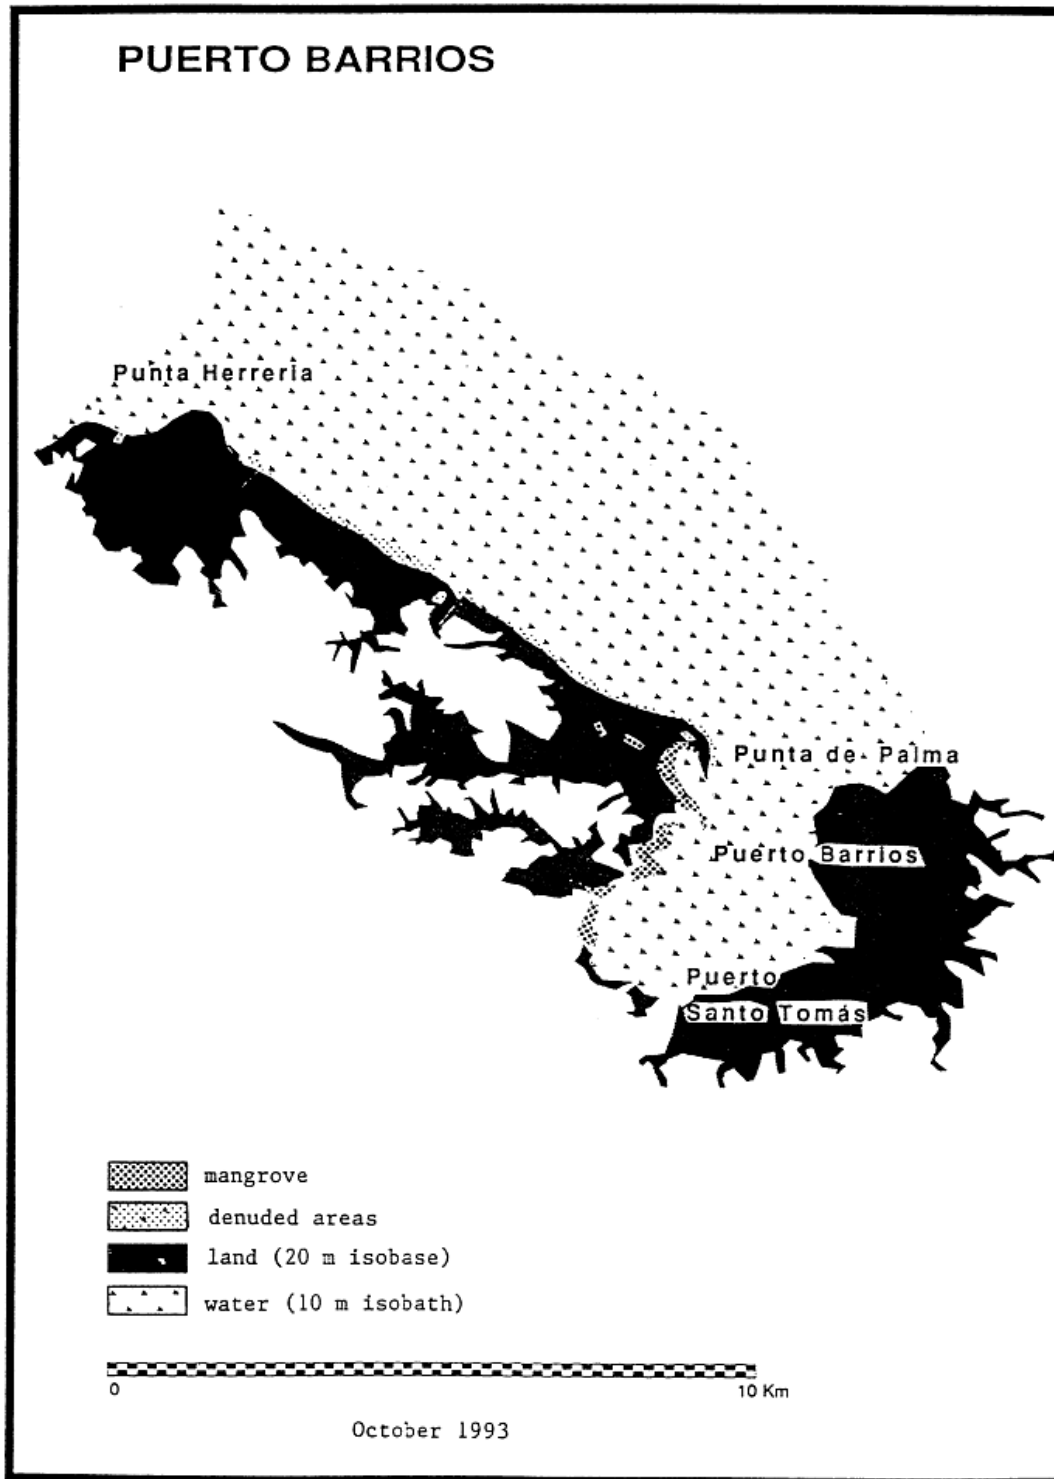 PUERTO BARRIOS
Punta Herreria
Punta de Palma
Puerto Barrios
Puerto
Santo Tomás
mangrove
denuded areas
land (20 m isobase)
water (10 m isobath)
0
10 Km
October 1993